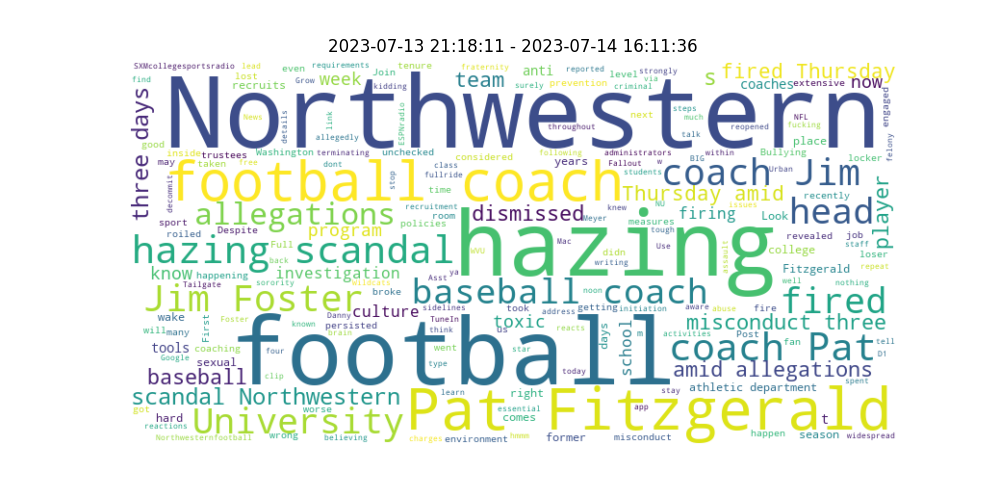 2023-07-13 21:18:11 - 2023-07-14 16:11:36
SXMcollegesportsradio lead even requirements fraternity anti reported level strongly s fired Thursday
find lost Grow week Join tenure team surely prevention criminal via coaches extensive now
recruits kidding
Northwestern
three days News details link ESPNradio steps next much NFL engaged
good allegedly throughout talk reopened fucking place felony
inside trustees Washington terminating unchecked considered following administrators within Bullying locker
may taken free dont class years Fallout w BIG
decommit football coach stop fullride students coach Jim Urban
time Thursday amid recently
sport allegations recruitment dismissed Meyer knew NU issues head player
Despite program room policies firing measures tough Look revealed job
roiled hazing scandal Full hazing wvu Mac didn Use assault college staff loser
back writing
know happening investigation Asst ya noon Fitzgerald repeat
Tailgate sorority Wildcats baseball coach well nothing
Jim Foster broke culture sidelines took getting initiation aware abuse fired
wake First Foster Danny TuneIn address fire
will many known persisted think us toxic reacts days school m activities misconduct three
tools coaching brain went star Post fan tell
Google sexual four football type coach Pat D1
baseball clip today amid allegations spent
scandal Northwestern learn right stay athletic department
got worse Pat Fitzgerald essential comes app
hard University t
reactions wrong believing charges environment homme former misconduct happen season widespread
Northwesternfootball